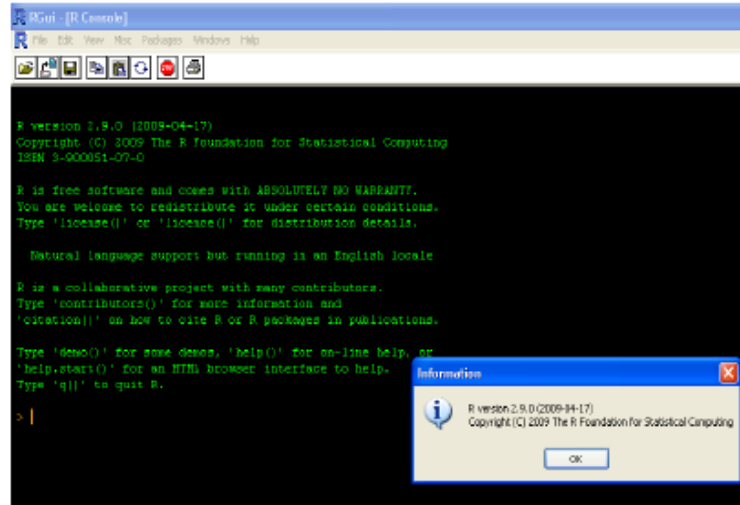 RGui - [R Console]
File Edit View Misc Packages Windows Help
STOP
R version 2.9.0 (2009-04-17)
Copyright (C) 2009 The R Foundation for Statistical Computing
ISBN 3-900051-07-0
R is free software and comes with ABSOLUTELY NO WARRANTY.
You are welcome to redistribute it under certain conditions.
Type 'license()' or 'licence()' for distribution details.
Natural language support but running in an English locale
R is a collaborative project with many contributors.
Type 'contributors()' for more information and
'citation()' on how to cite R or R packages in publications.
Type 'demo()' for some demos, 'help()' for on-line help, or
'help.start()' for an HTML browser interface to help.
Type 'q()' to quit R.
>
Information
R version 2.9.0 (2009-04-17)
Copyright (C) 2009 The R Foundation for Statistical Computing
OK